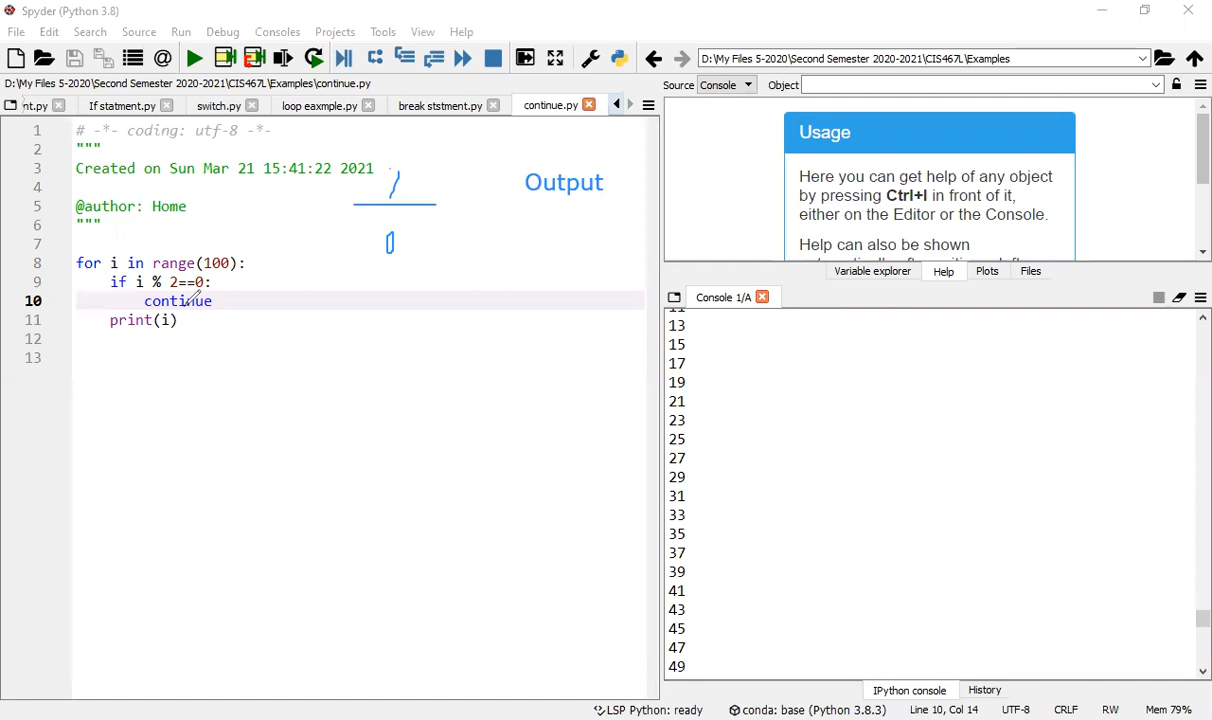 Spyder (Python 3.8)
File Edit Search Source Run Debug Consoles Projects Tools View Help
D:\My Files 5-2020\Second Semester 2020-2021\CIS467L\Examples
D:\My Files 5-2020\Second Semester 2020-2021\CIS467L\Examples\continue.py
Source Console Object
nt.py If statment.py switch.py loop eaxmple.py break ststment.py continue.py
1 # -*- coding: utf-8 -*-
2 """
3 Created on Sun Mar 21 15:41:22 2021
4
5 @author: Home
6 """
7
8 for i in range(100):
9 if i % 2==0:
10 continue
11 print(i)
12
13
i
0
Output
Usage
Here you can get help of any object
by pressing Ctrl+I in front of it,
either on the Editor or the Console.
Help can also be shown
Variable explorer Help Plots Files
Console 1/A
11
13
15
17
19
21
23
25
27
29
31
33
35
37
39
41
43
45
47
49
IPython console History
LSP Python: ready conda: base (Python 3.8.3) Line 10, Col 14 UTF-8 CRLF RW Mem 79%